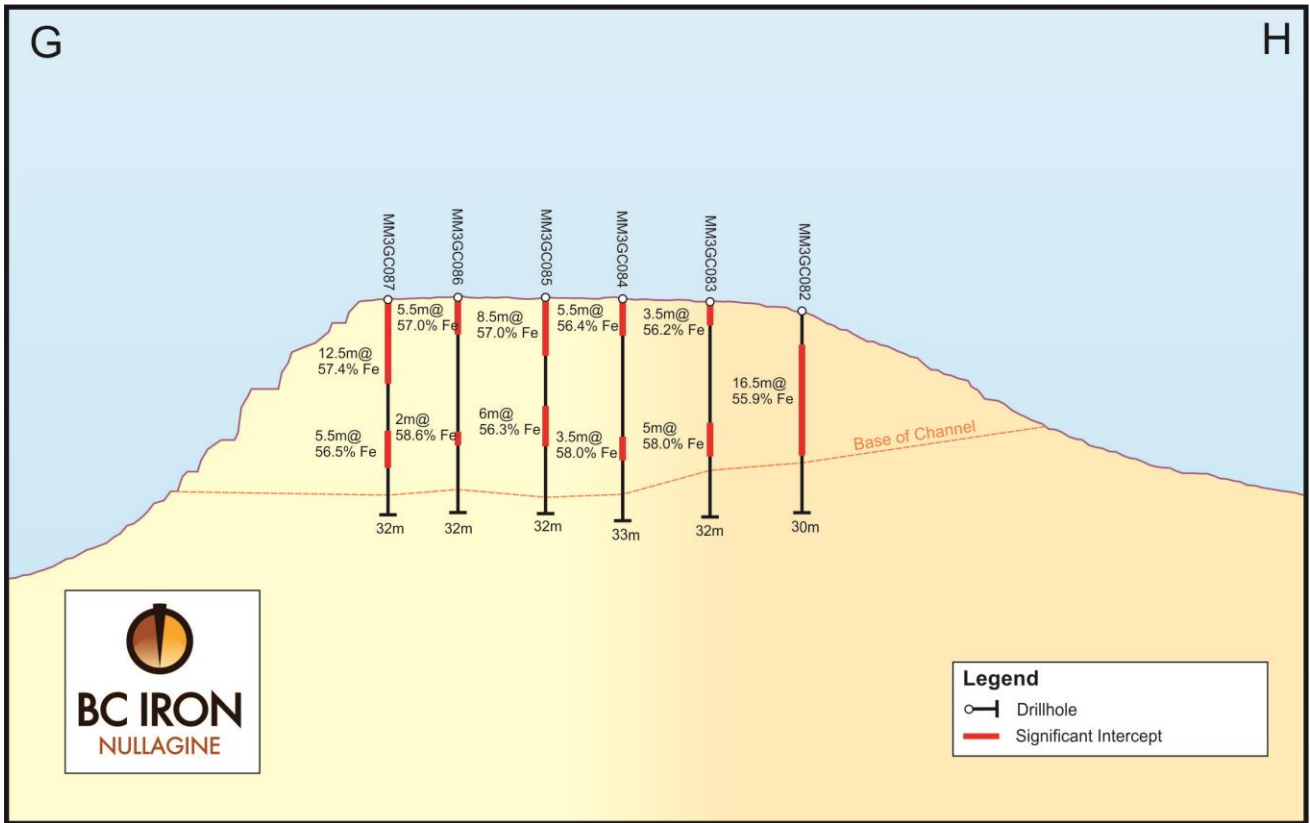 G
H
MM3GC087
MM3GC086
MM3GC085
MM3GC084
MM3GC083
MM3GC082
5.5m@
57.0% Fe
8.5m@
57.0% Fe
5.5m@
56.4% Fe
3.5m@
56.2% Fe
12.5m@
57.4% Fe
16.5m@
55.9% Fe
5.5m@
56.5% Fe
2m@
58.6% Fe
6m@
56.3% Fe
3.5m@
58.0% Fe
5m@
58.0% Fe
Base of Channel
32m
32m
32m
33m
32m
30m
BC IRON
NULLAGINE
Legend
Drillhole
Significant Intercept